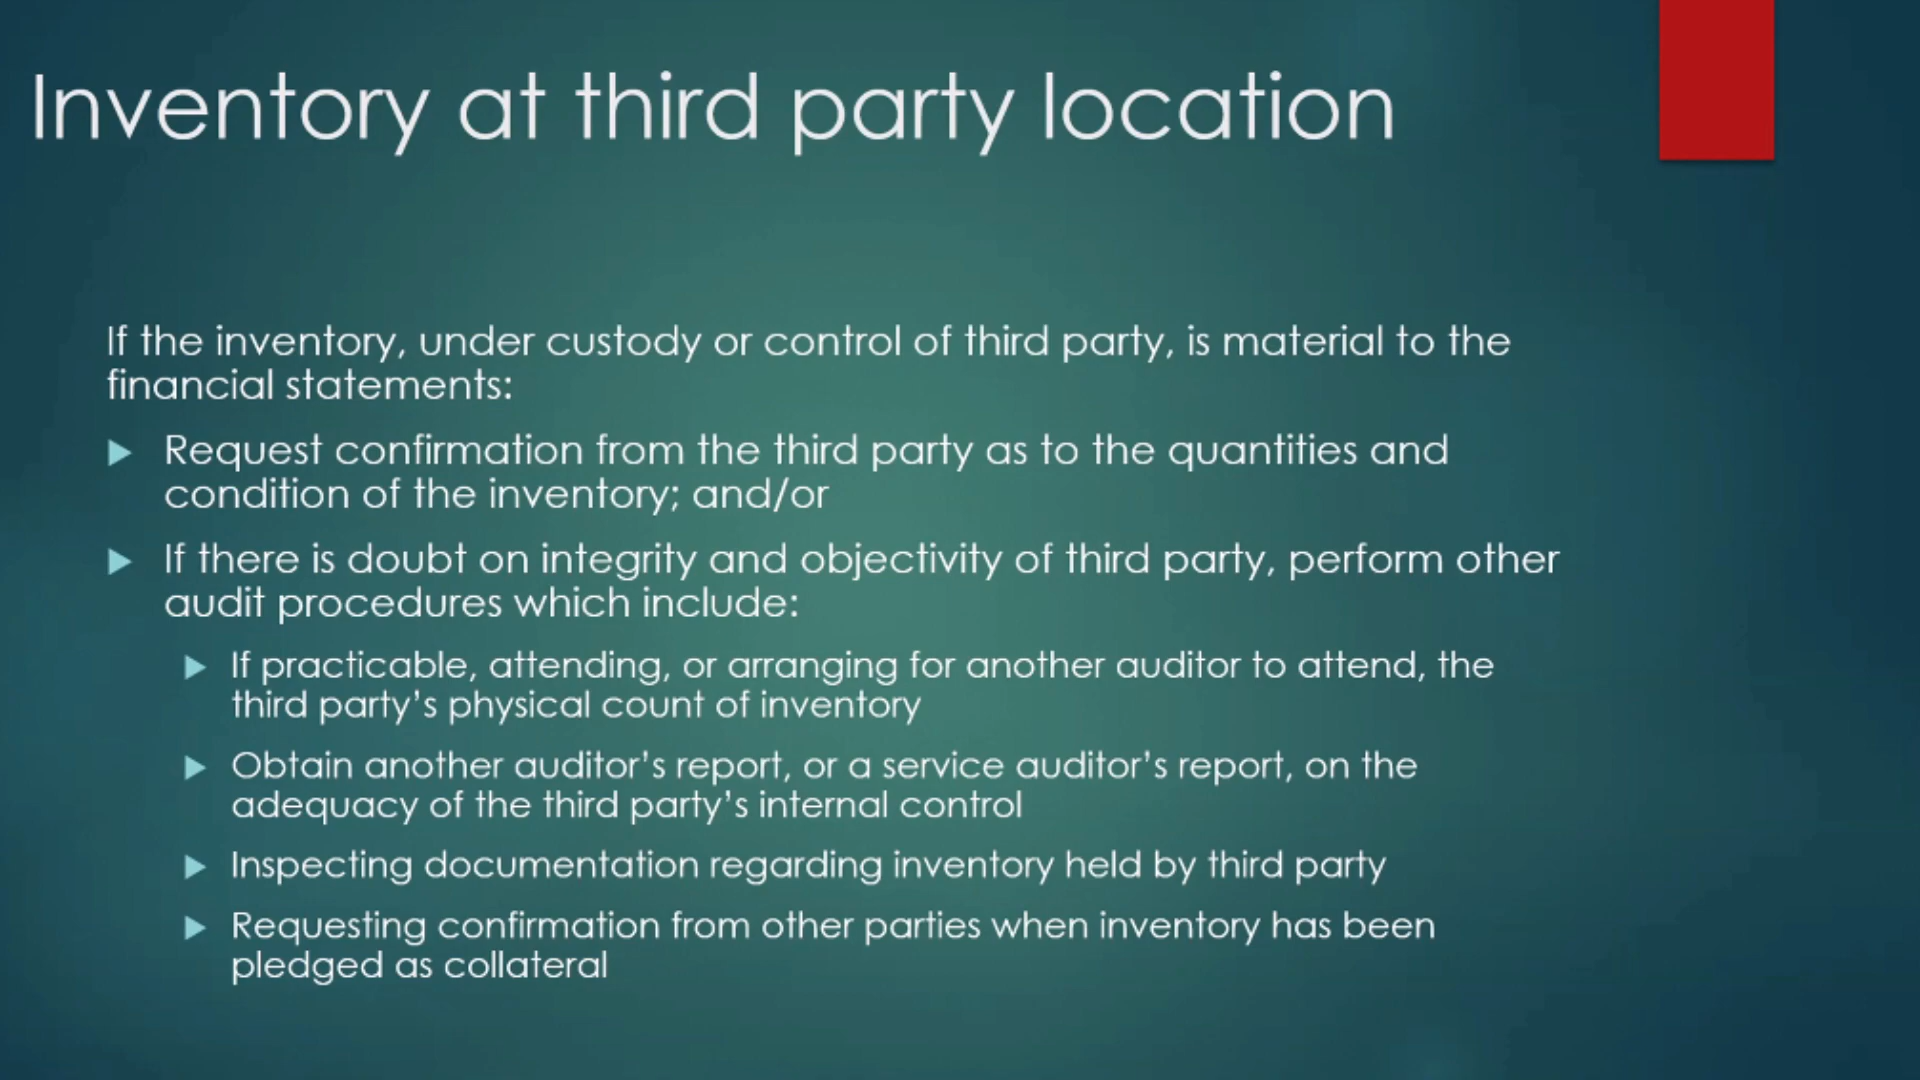 Inventory at third party location
If the inventory, under custody or control of third party, is material to the
financial statements:
Request confirmation from the third party as to the quantities and
condition of the inventory; and/or
If there is doubt on integrity and objectivity of third party, perform other
audit procedures which include:
If practicable, attending, or arranging for another auditor to attend, the
third party's physical count of inventory
Obtain another auditor's report, or a service auditor's report, on the
adequacy of the third party's internal control
Inspecting documentation regarding inventory held by third party
Requesting confirmation from other parties when inventory has been
pledged as collateral